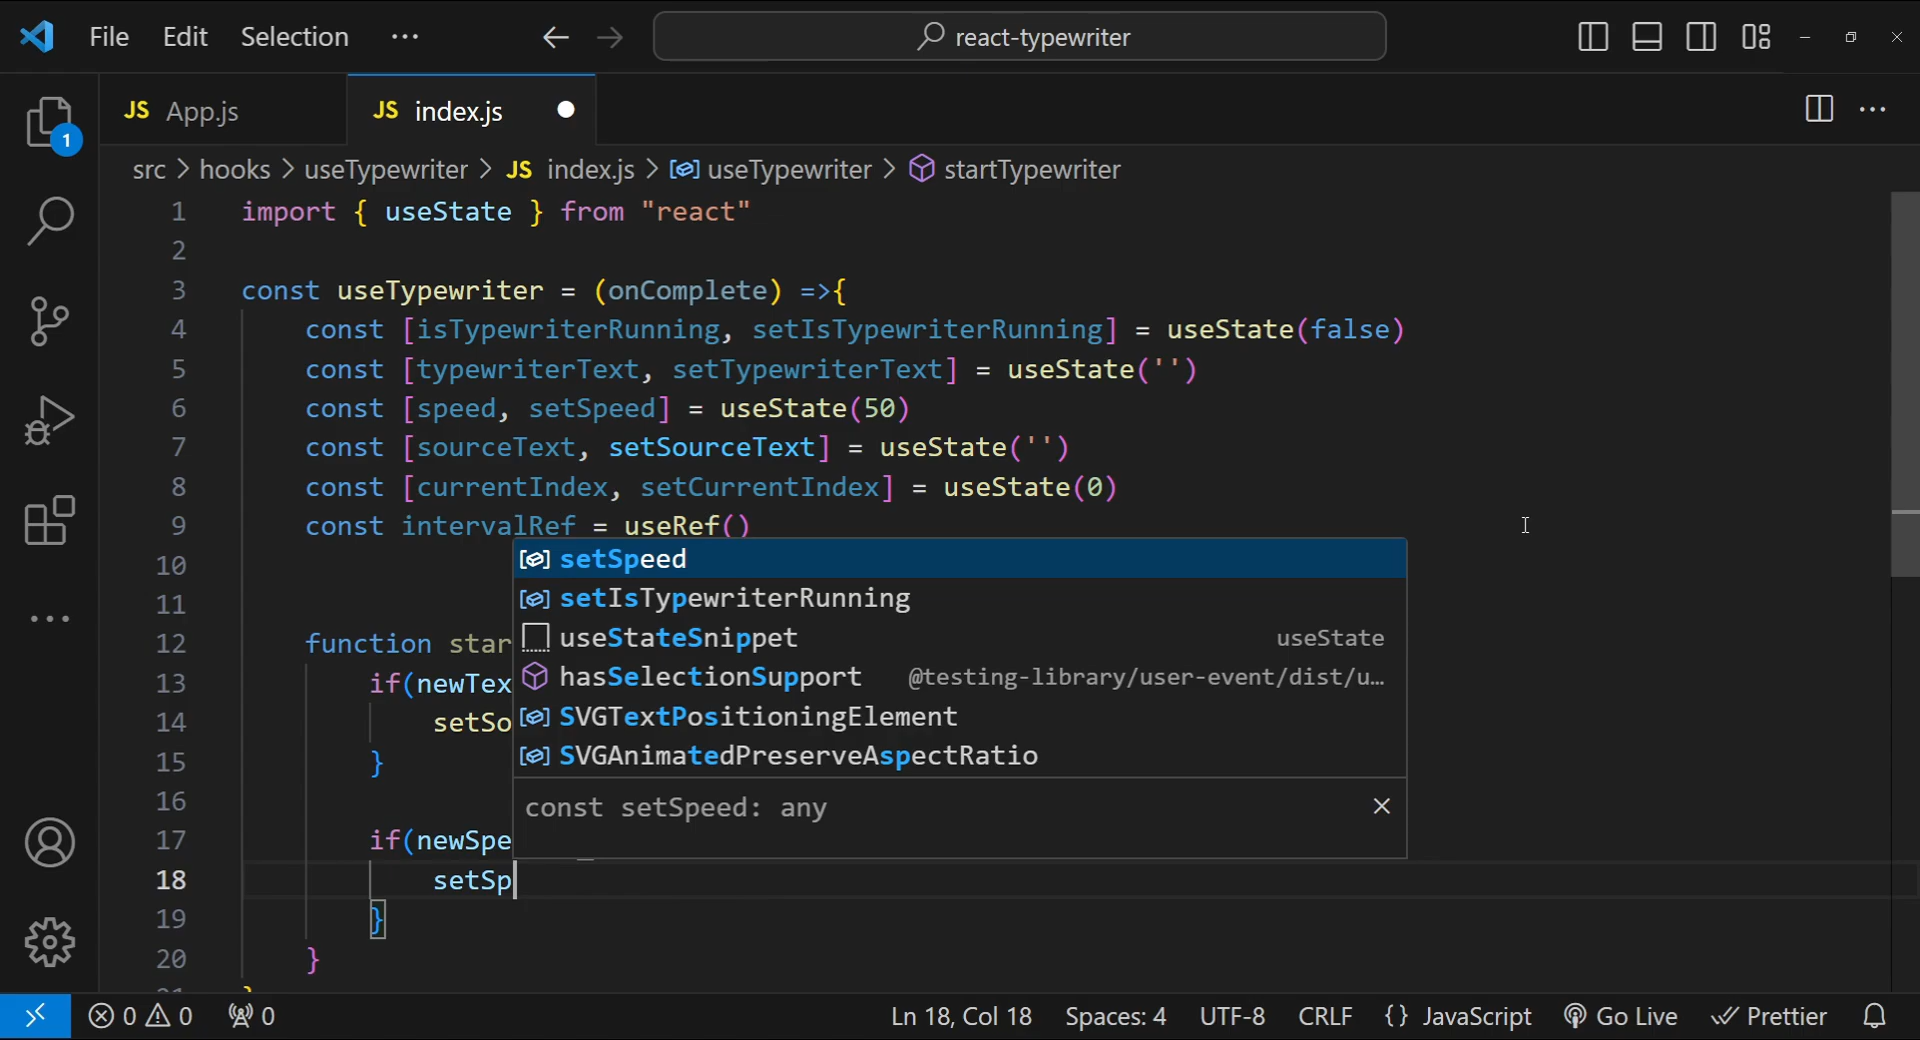 File Edit Selection ··· react-typewriter
JS App.js JS index.js
1
src > hooks > useTypewriter > JS index.js > useTypewriter > startTypewriter
1 import { useState } from "react"
2
3 const useTypewriter = (onComplete) =>{
4 const [isTypewriterRunning, setIsTypewriterRunning] = useState(false)
5 const [typewriterText, setTypewriterText] = useState('')
6 const [speed, setSpeed] = useState(50)
7 const [sourceText, setSourceText] = useState('')
8 const [currentIndex, setCurrentIndex] = useState(0)
9 const intervalRef = useRef()
setSpeed
10
11 setIsTypewriterRunning
12 function star useStateSnippet useState
13 if(newTex hasSelectionSupport @testing-library/user-event/dist/u...
14 setSo SVGTextPositioningElement
15 } SVGAnimatedPreserveAspectRatio
16 const setSpeed: any
17 if(newSpe
18 setSp
19 }
20 }
0 0 0 Ln 18, Col 18 Spaces: 4 UTF-8 CRLF {} JavaScript Go Live Prettier